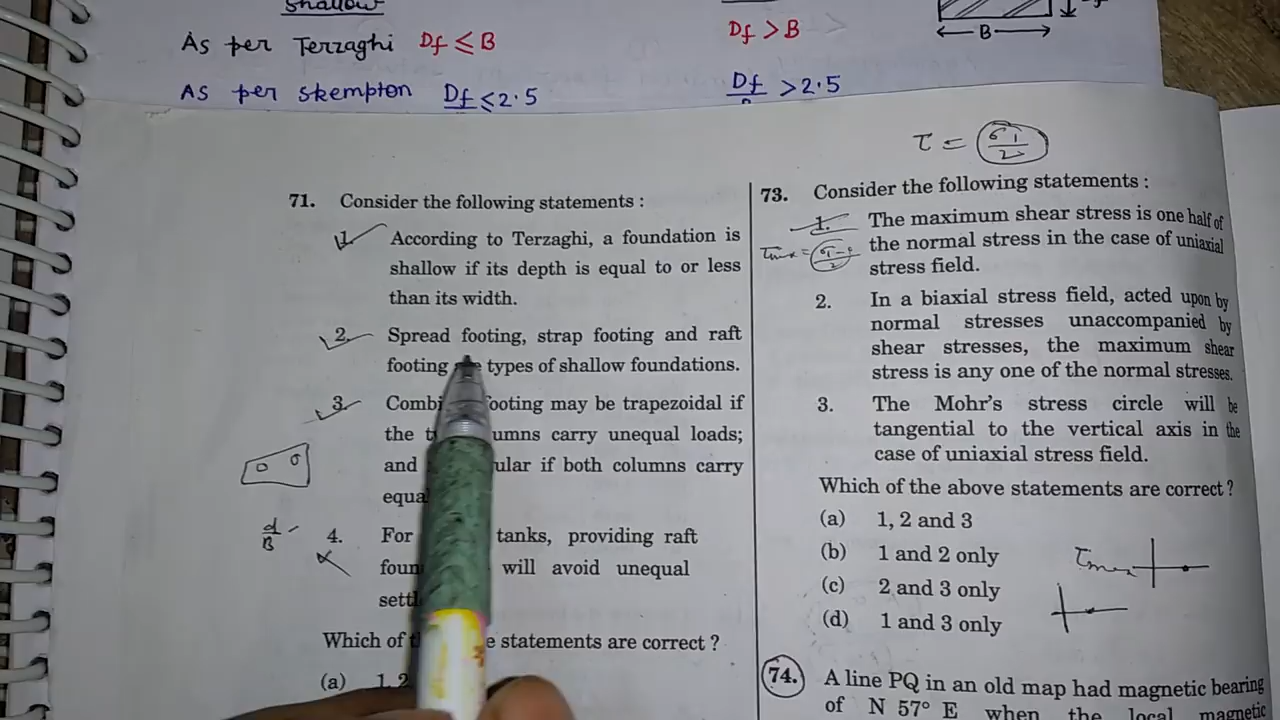 Shallow
As per Terzaghi Df ≤ B
Df > B
B
As per skempton Df ≤ 2.5
Df > 2.5
τ = σ1/2
71. Consider the following statements :
1. According to Terzaghi, a foundation is
shallow if its depth is equal to or less
than its width.
2. Spread footing, strap footing and raft
footing types of shallow foundations.
3. footing may be trapezoidal if
the carry unequal loads;
and if both columns carry
4. For tanks, providing raft
will avoid unequal
d/B
Which of statements are correct ?
(a) 1, 2
73. Consider the following statements :
1. The maximum shear stress is one half of
the normal stress in the case of uniaxial
stress field.
2. In a biaxial stress field, acted upon by
normal stresses unaccompanied by
shear stresses, the maximum shear
stress is any one of the normal stresses.
3. The Mohr's stress circle will be
tangential to the vertical axis in the
case of uniaxial stress field.
Which of the above statements are correct ?
(a) 1, 2 and 3
(b) 1 and 2 only
(c) 2 and 3 only
(d) 1 and 3 only
τmax
74. A line PQ in an old map had magnetic bearing
of N 57° E when the local magnetic